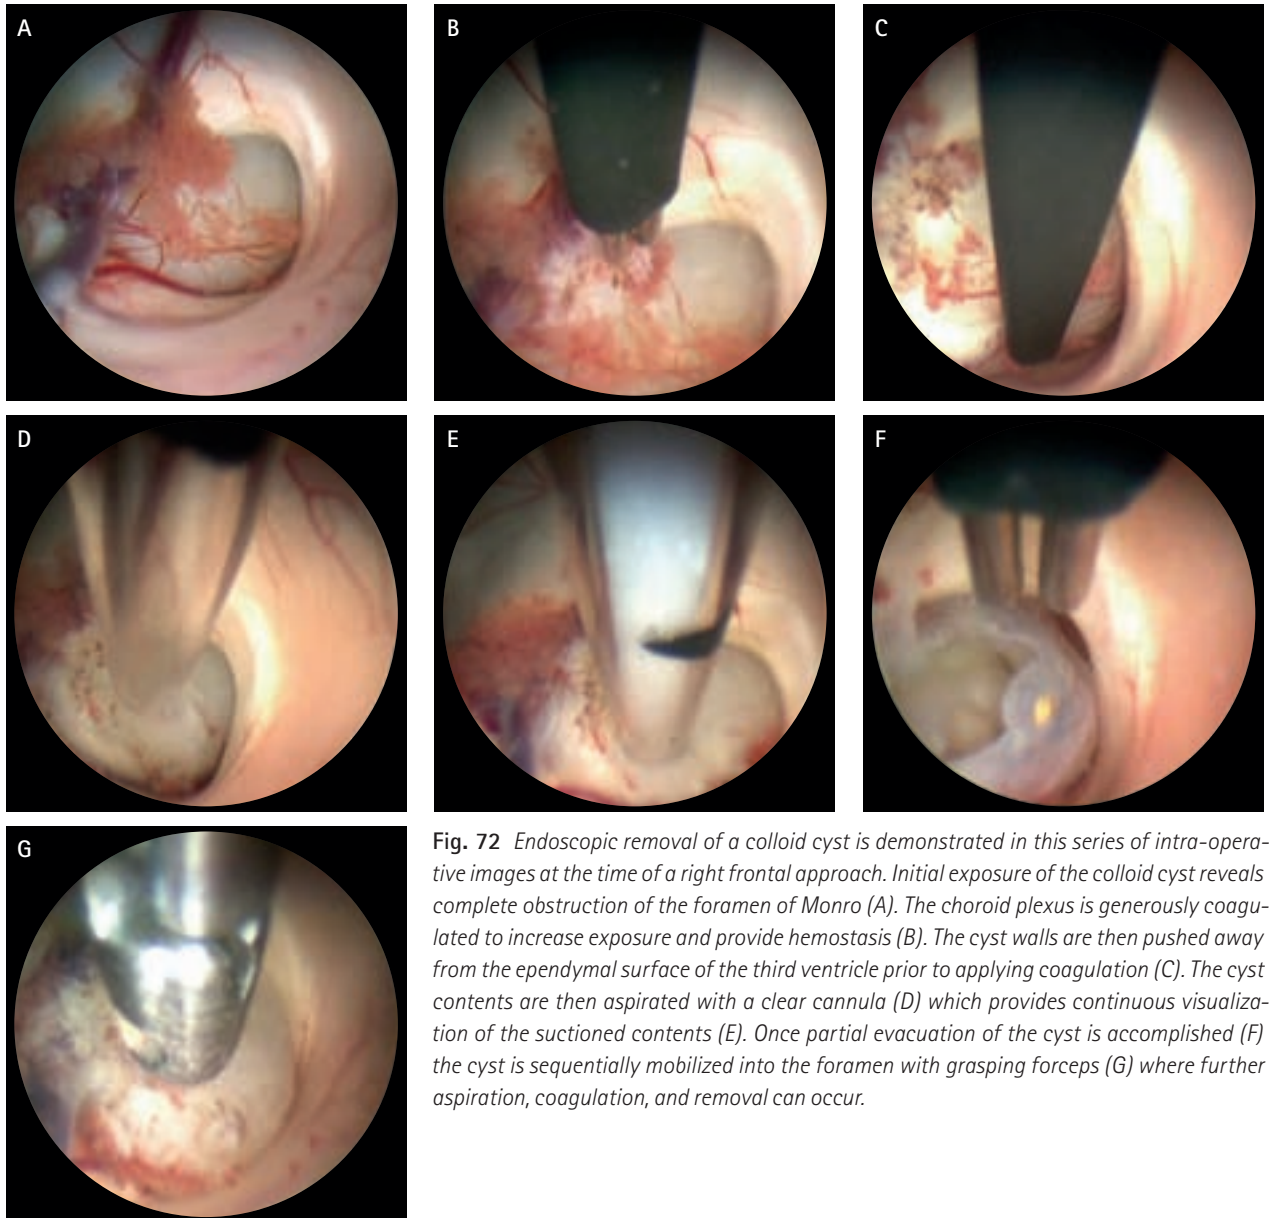 A
B
C
D
E
F
G
Fig. 72 Endoscopic removal of a colloid cyst is demonstrated in this series of intra-opera-
tive images at the time of a right frontal approach. Initial exposure of the colloid cyst reveals
complete obstruction of the foramen of Monro (A). The choroid plexus is generously coagu-
lated to increase exposure and provide hemostasis (B). The cyst walls are then pushed away
from the ependymal surface of the third ventricle prior to applying coagulation (C). The cyst
contents are then aspirated with a clear cannula (D) which provides continuous visualiza-
tion of the suctioned contents (E). Once partial evacuation of the cyst is accomplished (F)
the cyst is sequentially mobilized into the foramen with grasping forceps (G) where further
aspiration, coagulation, and removal can occur.